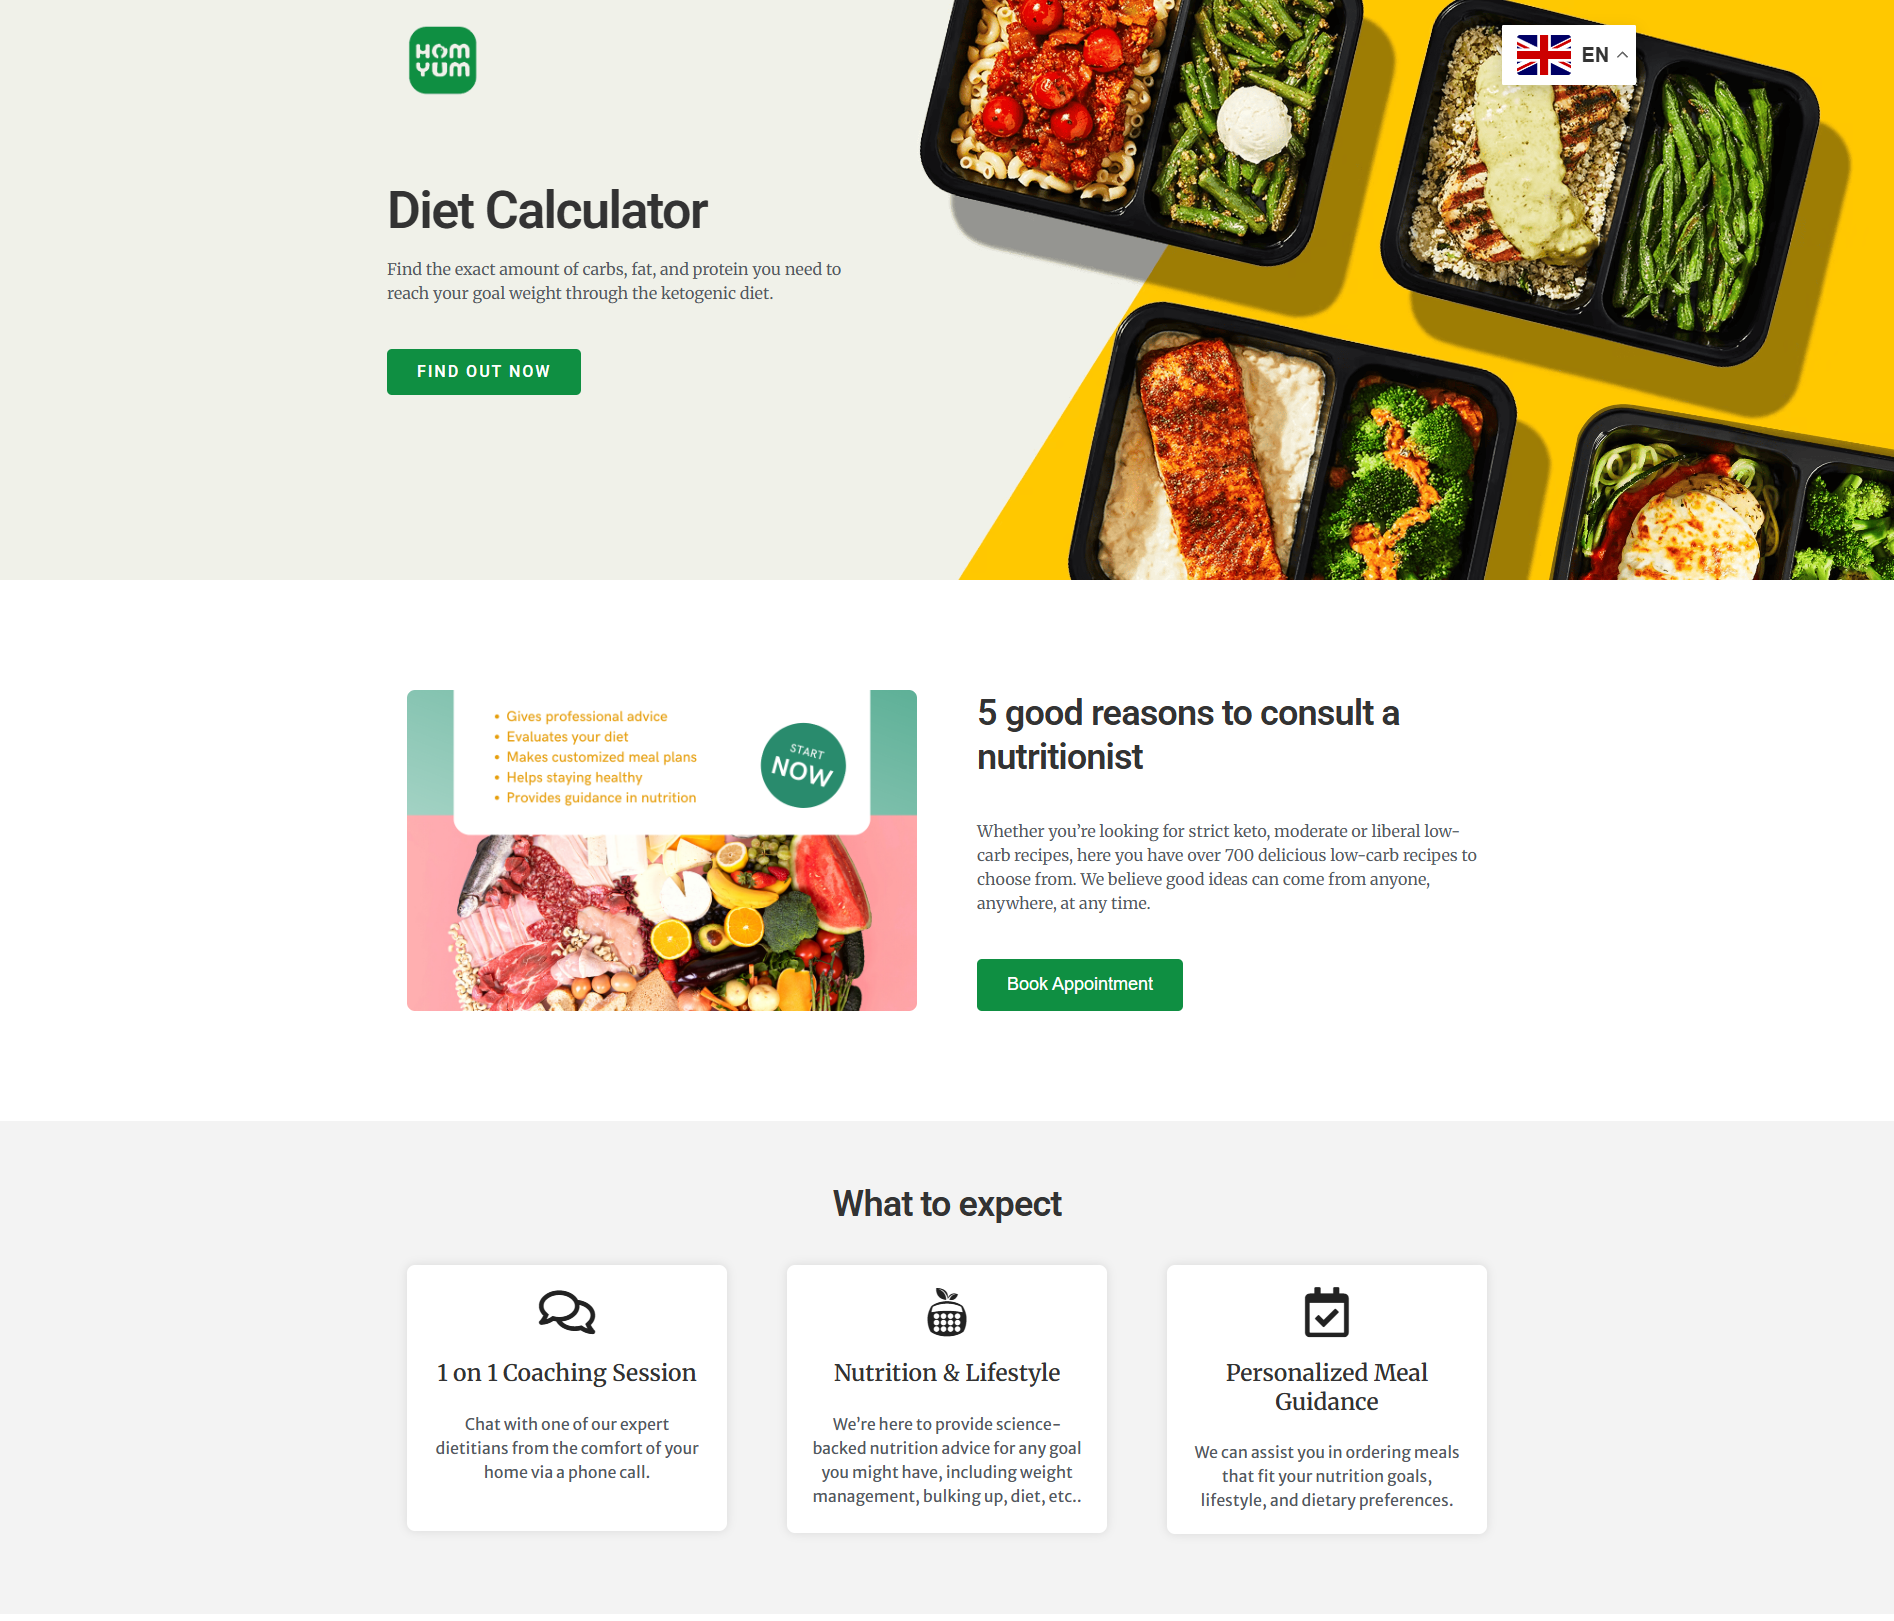 HOM
YUM
EN
Diet Calculator
Find the exact amount of carbs, fat, and protein you need to
reach your goal weight through the ketogenic diet.
FIND OUT NOW
• Gives professional advice
• Evaluates your diet
• Makes customized meal plans
• Helps staying healthy
• Provides guidance in nutrition
START
NOW
5 good reasons to consult a
nutritionist
Whether you’re looking for strict keto, moderate or liberal low-
carb recipes, here you have over 700 delicious low-carb recipes to
choose from. We believe good ideas can come from anyone,
anywhere, at any time.
Book Appointment
What to expect
1 on 1 Coaching Session
Chat with one of our expert
dietitians from the comfort of your
home via a phone call.
Nutrition & Lifestyle
We’re here to provide science-
backed nutrition advice for any goal
you might have, including weight
management, bulking up, diet, etc..
Personalized Meal
Guidance
We can assist you in ordering meals
that fit your nutrition goals,
lifestyle, and dietary preferences.